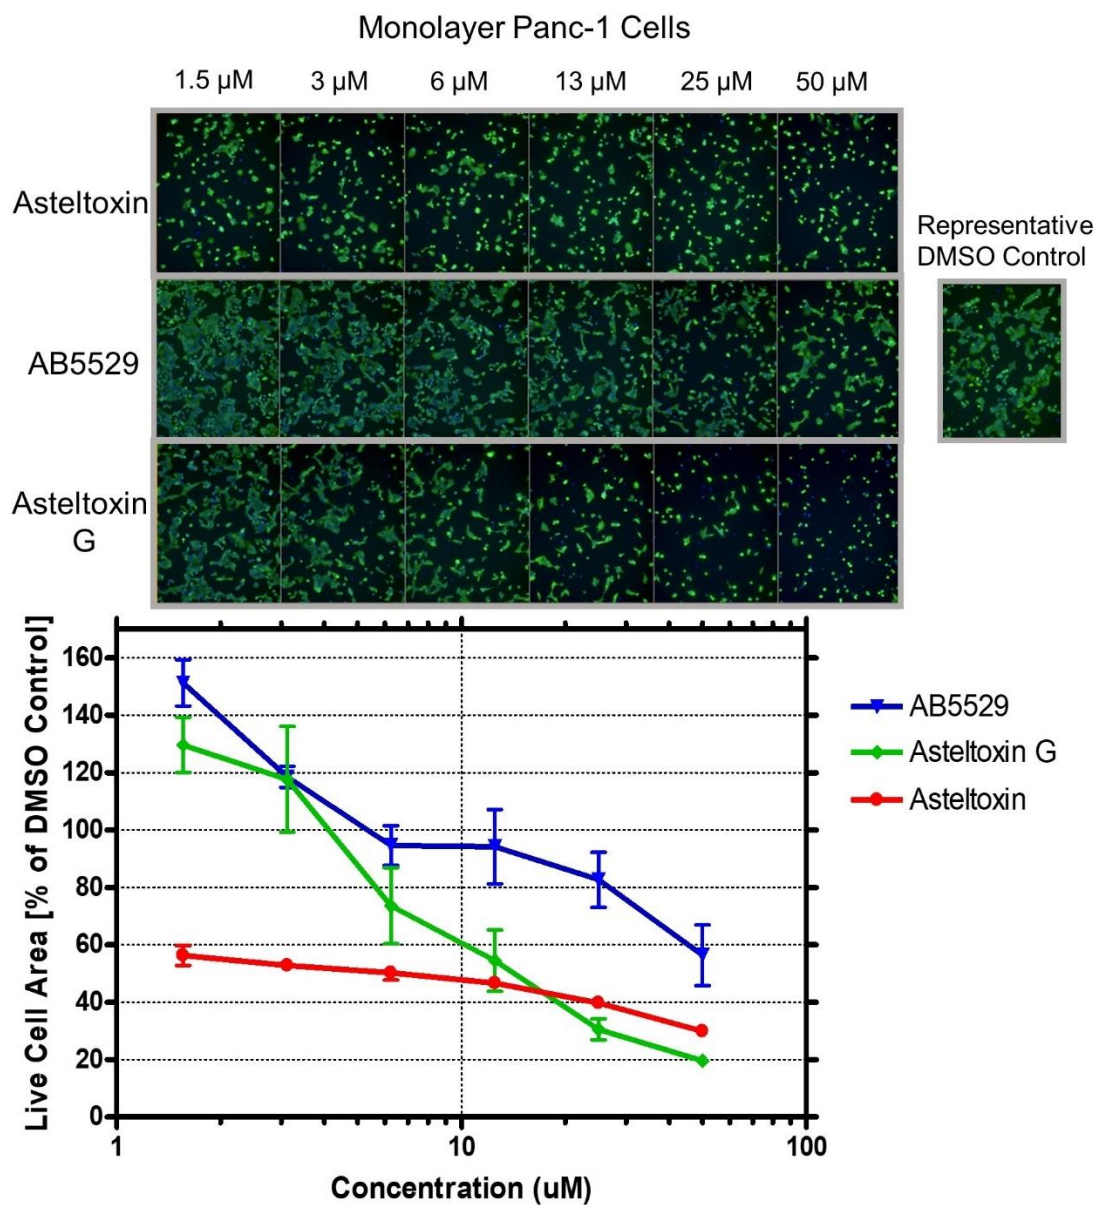 Monolayer Panc-1 Cells
1.5 µM 3 µM 6 µM 13 µM 25 µM 50 µM
Asteltoxin
Representative
DMSO Control
AB5529
Asteltoxin
G
Live Cell Area [% of DMSO Control]
160
140
120
100
80
60
40
20
0
1 10 100
Concentration (uM)
AB5529
Asteltoxin G
Asteltoxin